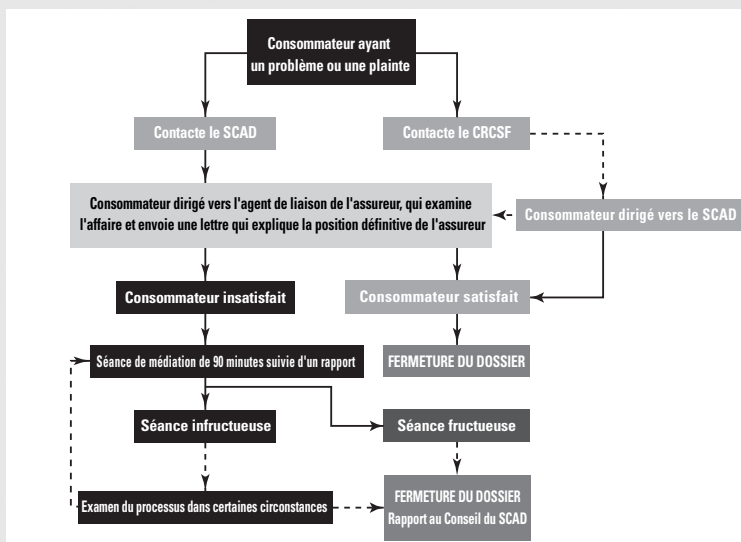 Consommateur ayant
un problème ou une plainte
Contacte le SCAD
Contacte le CRCSF
Consommateur dirigé vers l'agent de liaison de l'assureur, qui examine
l'affaire et envoie une lettre qui explique la position définitive de l'assureur
Consommateur dirigé vers le SCAD
Consommateur insatisfait
Consommateur satisfait
Séance de médiation de 90 minutes suivie d'un rapport
FERMETURE DU DOSSIER
Séance infructueuse
Séance fructueuse
Examen du processus dans certaines circonstances
FERMETURE DU DOSSIER
Rapport au Conseil du SCAD